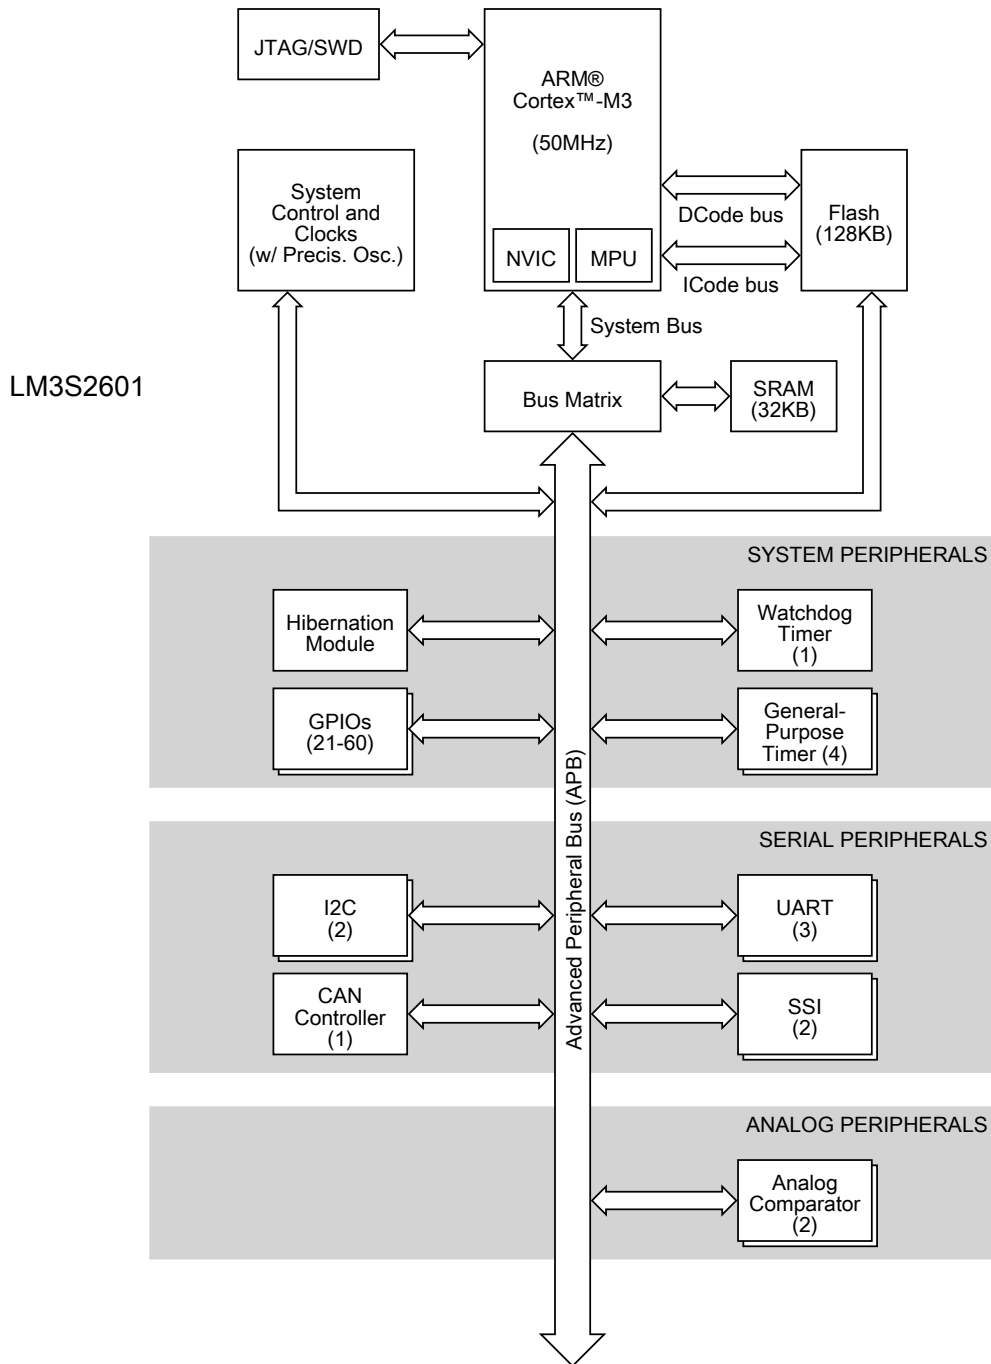 JTAG/SWD
ARM®
Cortex™-M3
(50MHz)
NVIC
MPU
System
Control and
Clocks
(w/ Precis. Osc.)
DCode bus
ICode bus
Flash
(128KB)
System Bus
LM3S2601
Bus Matrix
SRAM
(32KB)
Advanced Peripheral Bus (APB)
SYSTEM PERIPHERALS
Hibernation
Module
Watchdog
Timer
(1)
GPIOs
(21-60)
General-
Purpose
Timer (4)
SERIAL PERIPHERALS
I2C
(2)
UART
(3)
CAN
Controller
(1)
SSI
(2)
ANALOG PERIPHERALS
Analog
Comparator
(2)